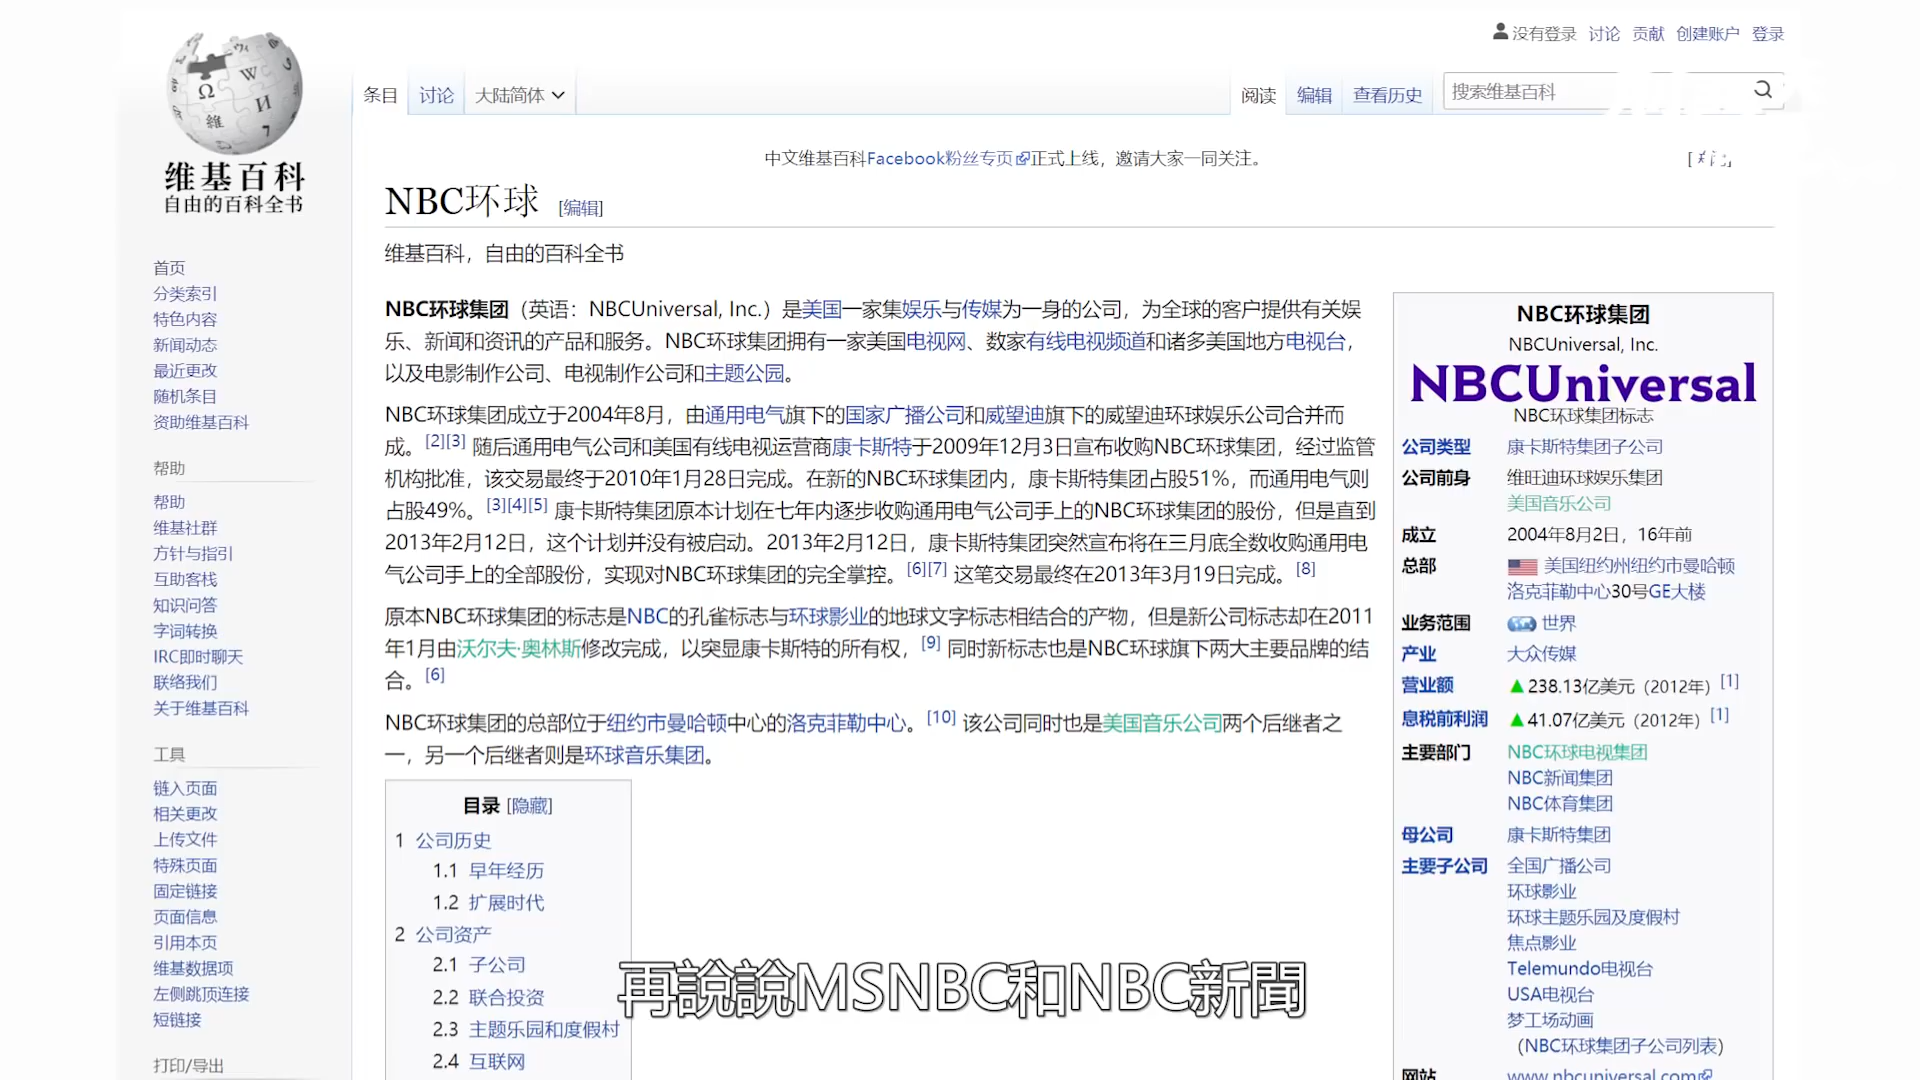 没有登录 讨论 贡献 创建账户 登录
条目 讨论 大陆简体 阅读 编辑 查看历史 搜索维基百科
维基百科
自由的百科全书
中文维基百科Facebook粉丝专页正式上线，邀请大家一同关注。
NBC环球 [编辑]
维基百科，自由的百科全书
首页
分类索引
特色内容
新闻动态
最近更改
随机条目
资助维基百科
帮助
帮助
维基社群
方针与指引
互助客栈
知识问答
字词转换
IRC即时聊天
联络我们
关于维基百科
工具
链入页面
相关更改
上传文件
特殊页面
固定链接
页面信息
引用本页
维基数据项
左侧跳顶连接
短链接
打印/导出
NBC环球集团（英语：NBCUniversal, Inc.）是美国一家集娱乐与传媒为一身的公司，为全球的客户提供有关娱
乐、新闻和资讯的产品和服务。NBC环球集团拥有一家美国电视网、数家有线电视频道和诸多美国地方电视台，
以及电影制作公司、电视制作公司和主题公园。
NBC环球集团成立于2004年8月，由通用电气旗下的国家广播公司和威望迪旗下的威望迪环球娱乐公司合并而
成。[2][3] 随后通用电气公司和美国有线电视运营商康卡斯特于2009年12月3日宣布收购NBC环球集团，经过监管
机构批准，该交易最终于2010年1月28日完成。在新的NBC环球集团内，康卡斯特集团占股51%，而通用电气则
占股49%。[3][4][5] 康卡斯特集团原本计划在七年内逐步收购通用电气公司手上的NBC环球集团的股份，但是直到
2013年2月12日，这个计划并没有被启动。2013年2月12日，康卡斯特集团突然宣布将在三月底全数收购通用电
气公司手上的全部股份，实现对NBC环球集团的完全掌控。[6][7] 这笔交易最终在2013年3月19日完成。[8]
原本NBC环球集团的标志是NBC的孔雀标志与环球影业的地球文字标志相结合的产物，但是新公司标志却在2011
年1月由沃尔夫·奥林斯修改完成，以突显康卡斯特的所有权，[9] 同时新标志也是NBC环球旗下两大主要品牌的结
合。[6]
NBC环球集团的总部位于纽约市曼哈顿中心的洛克菲勒中心。[10] 该公司同时也是美国音乐公司两个后继者之
一，另一个后继者则是环球音乐集团。
目录 [隐藏]
1 公司历史
1.1 早年经历
1.2 扩展时代
2 公司资产
2.1 子公司
2.2 联合投资
2.3 主题乐园和度假村
2.4 互联网
NBC环球集团
NBCUniversal, Inc.
NBCUniversal
NBC环球集团标志
公司类型 康卡斯特集团子公司
公司前身 维旺迪环球娱乐集团
美国音乐公司
成立 2004年8月2日，16年前
总部 美国纽约州纽约市曼哈顿
洛克菲勒中心30号GE大楼
业务范围 世界
产业 大众传媒
营业额 ▲238.13亿美元（2012年）[1]
息税前利润 ▲41.07亿美元（2012年）[1]
主要部门 NBC环球电视集团
NBC新闻集团
NBC体育集团
母公司 康卡斯特集团
主要子公司 全国广播公司
环球影业
环球主题乐园及度假村
焦点影业
Telemundo电视台
USA电视台
梦工场动画
（NBC环球集团子公司列表）
网站 www.nbcuniversal.com
再說說MSNBC和NBC新聞